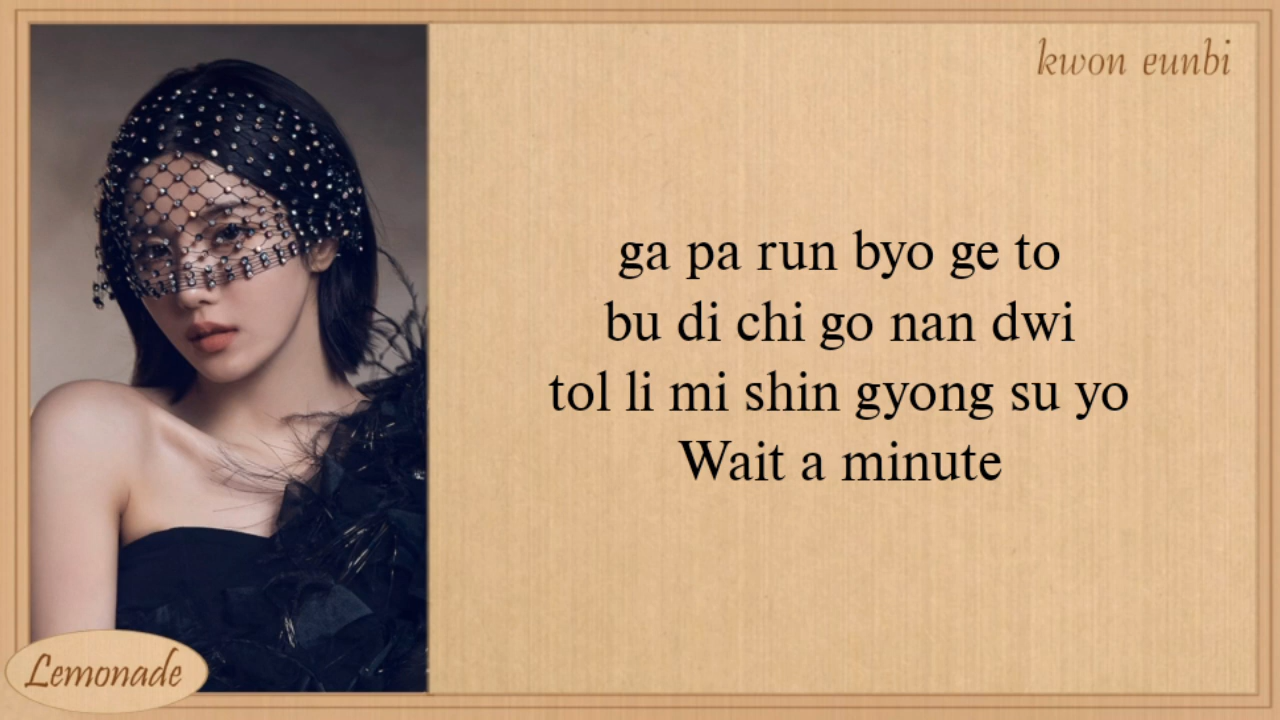 kwon eunbi
ga pa run byo ge to
bu di chi go nan dwi
tol li mi shin gyong su yo
Wait a minute
Lemonade